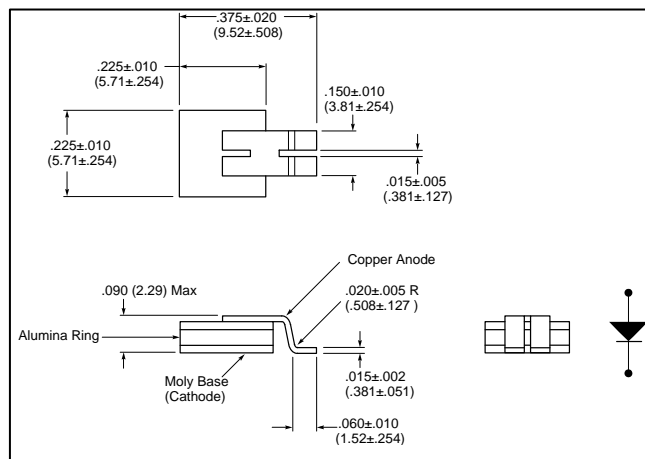 .375±.020
(9.52±.508)
.225±.010
(5.71±.254)
.150±.010
(3.81±.254)
.225±.010
(5.71±.254)
.015±.005
(.381±.127)
Copper Anode
.090 (2.29) Max
.020±.005 R
(.508±.127 )
Alumina Ring
Moly Base
(Cathode)
.015±.002
(.381±.051)
.060±.010
(1.52±.254)